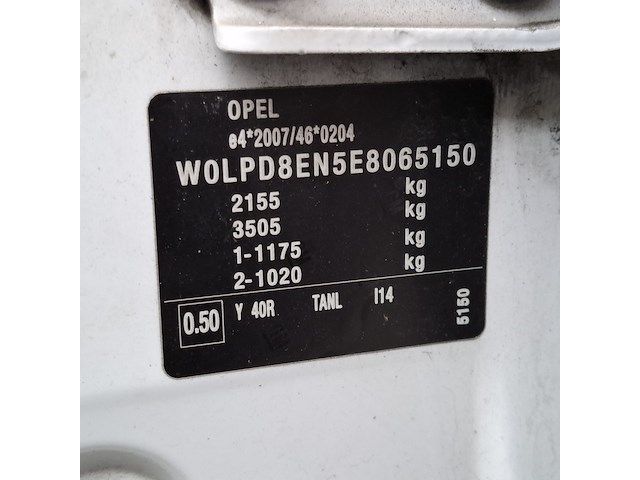 OPEL
e4*2007/46*0204
W0LPD8EN5E8065150
2155 kg
3505 kg
1-1175 kg
2-1020 kg
0.50 Y 40R TANL I14 5150